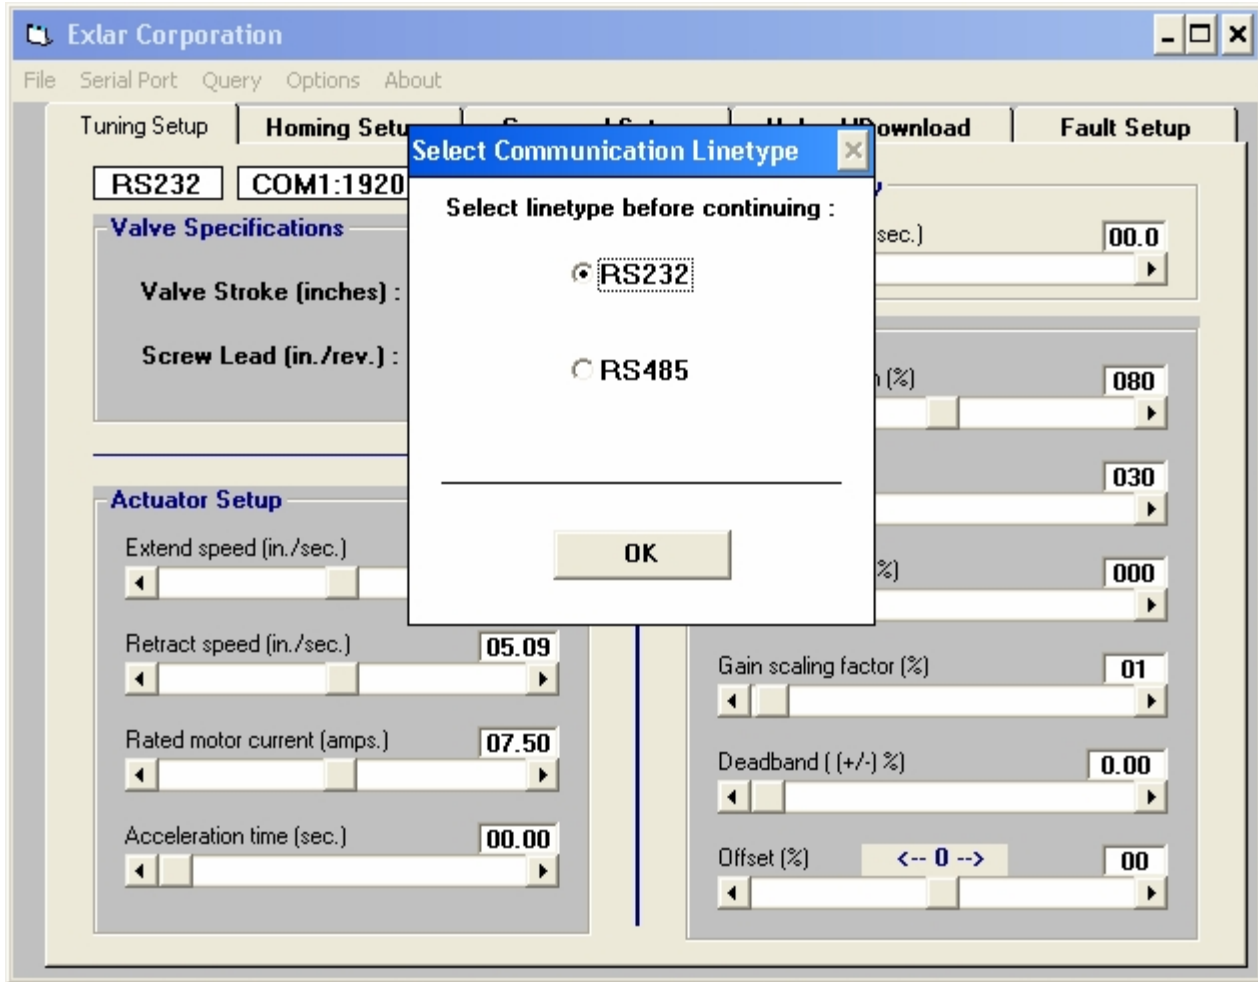 Exlar Corporation
File Serial Port Query Options About
Tuning Setup Homing Setu Download Fault Setup
Select Communication Linetype
RS232 COM1:1920
Select linetype before continuing :
Valve Specifications
sec.) 00.0
RS232
Valve Stroke (inches) :
Screw Lead (in./rev.) :
RS485
(%) 080
030
Actuator Setup
Extend speed (in./sec.)
OK
%) 000
Retract speed (in./sec.) 05.09
Gain scaling factor (%) 01
Rated motor current (amps.) 07.50
Deadband ( (+/-) %) 0.00
Acceleration time (sec.) 00.00
Offset (%) <-- 0 --> 00